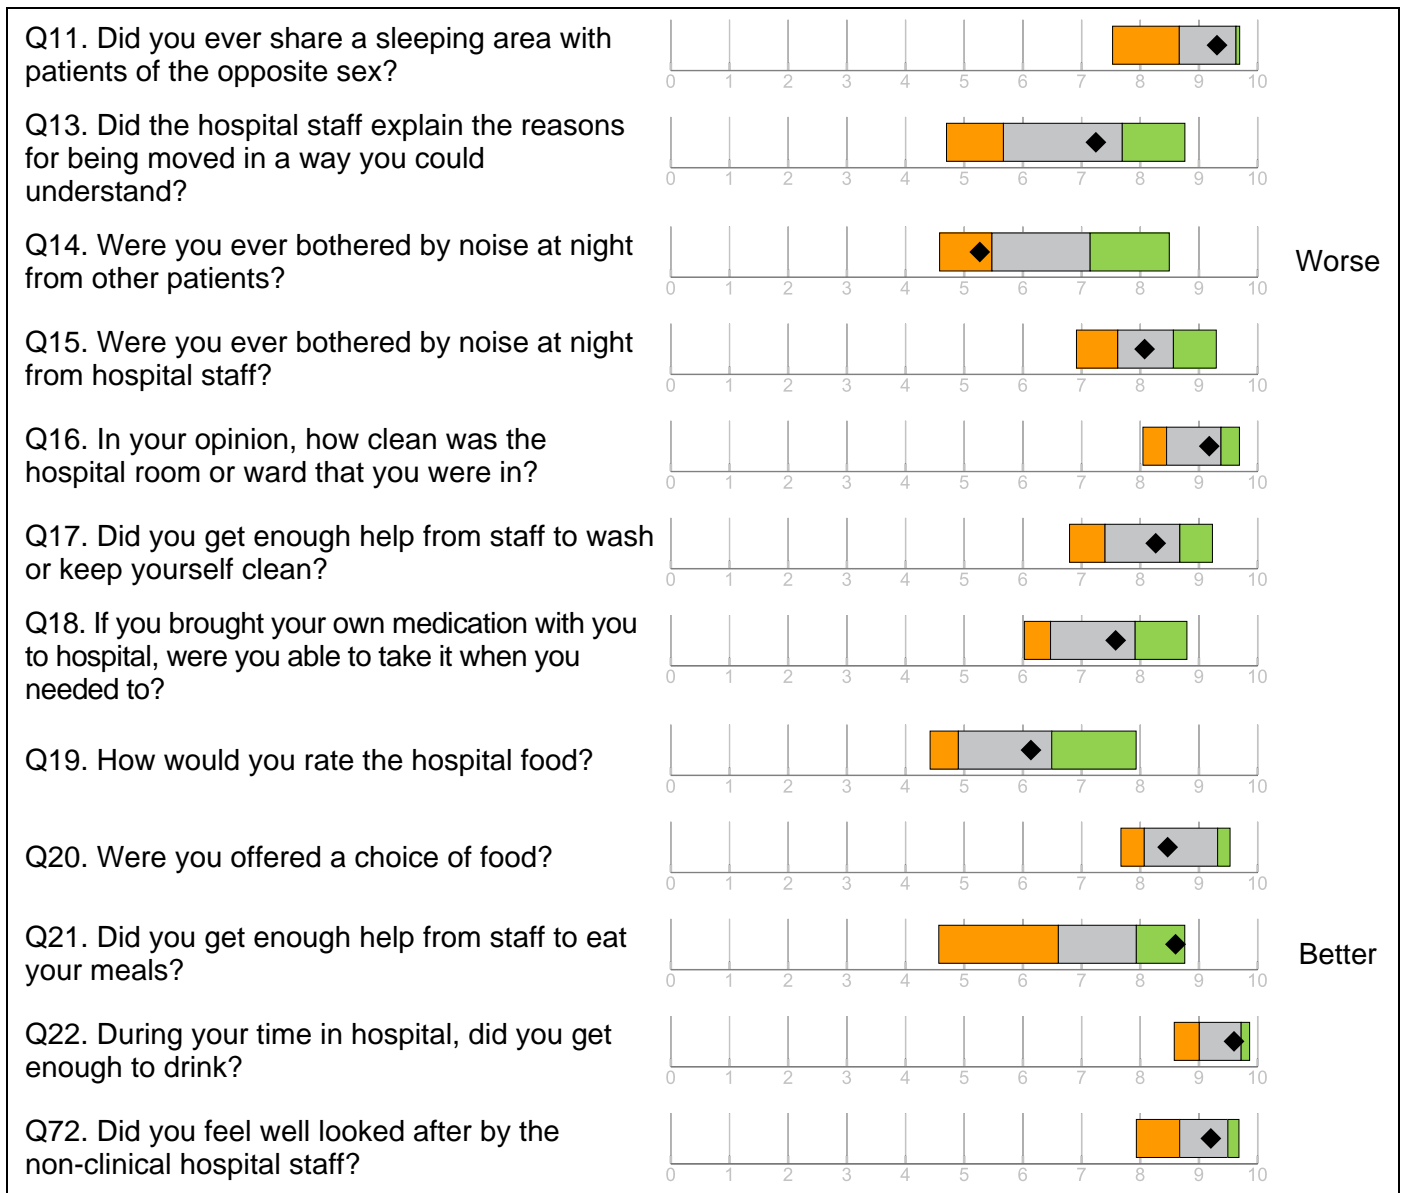 Q11. Did you ever share a sleeping area with
patients of the opposite sex?
0 1 2 3 4 5 6 7 8 9 10
Q13. Did the hospital staff explain the reasons
for being moved in a way you could
understand?
0 1 2 3 4 5 6 7 8 9 10
Q14. Were you ever bothered by noise at night
from other patients?
0 1 2 3 4 5 6 7 8 9 10
Worse
Q15. Were you ever bothered by noise at night
from hospital staff?
0 1 2 3 4 5 6 7 8 9 10
Q16. In your opinion, how clean was the
hospital room or ward that you were in?
0 1 2 3 4 5 6 7 8 9 10
Q17. Did you get enough help from staff to wash
or keep yourself clean?
0 1 2 3 4 5 6 7 8 9 10
Q18. If you brought your own medication with you
to hospital, were you able to take it when you
needed to?
0 1 2 3 4 5 6 7 8 9 10
Q19. How would you rate the hospital food?
0 1 2 3 4 5 6 7 8 9 10
Q20. Were you offered a choice of food?
0 1 2 3 4 5 6 7 8 9 10
Q21. Did you get enough help from staff to eat
your meals?
0 1 2 3 4 5 6 7 8 9 10
Better
Q22. During your time in hospital, did you get
enough to drink?
0 1 2 3 4 5 6 7 8 9 10
Q72. Did you feel well looked after by the
non-clinical hospital staff?
0 1 2 3 4 5 6 7 8 9 10